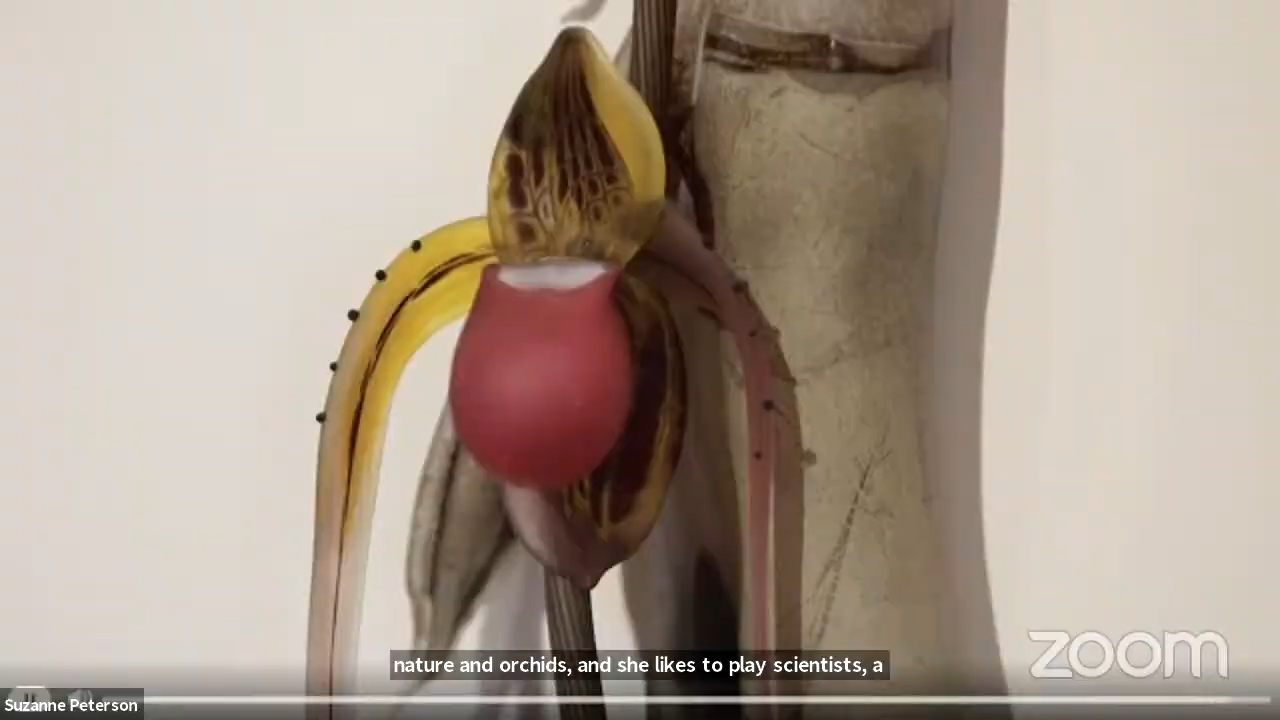 nature and orchids, and she likes to play scientists, a
zoom
Suzanne Peterson